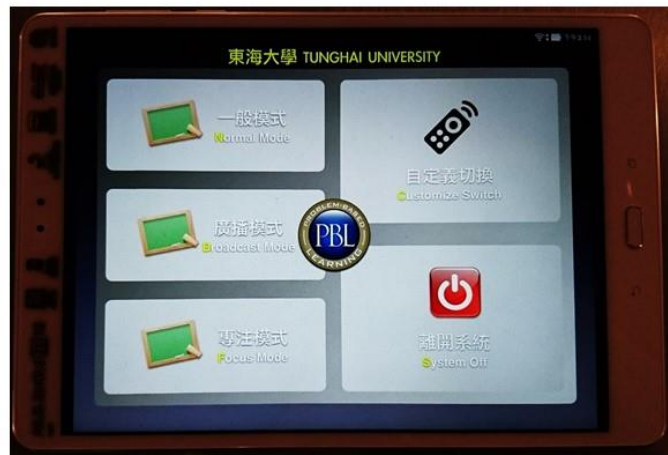 東海大學 TUNGHAI UNIVERSITY
一般模式
Normal Mode
廣播模式
Broadcast Mode
專注模式
Focus Mode
PROBLEM-BASED
PBL
LEARNING
自定義切換
Customize Switch
離開系統
System Off